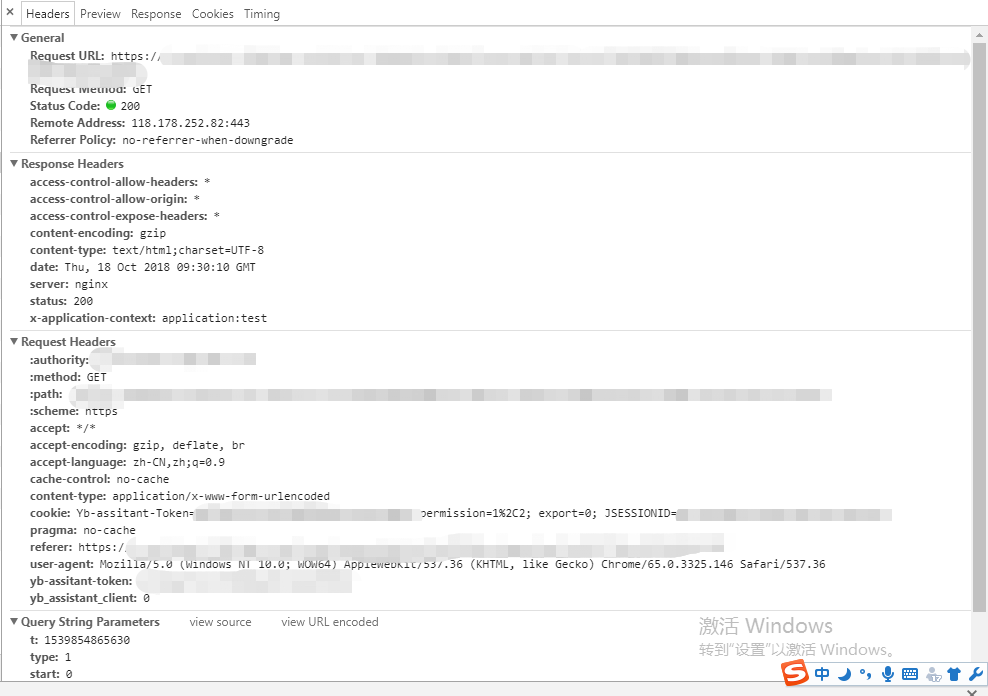 Headers Preview Response Cookies Timing
General
Request URL: https://
Request Method: GET
Status Code: 200
Remote Address: 118.178.252.82:443
Referrer Policy: no-referrer-when-downgrade
Response Headers
access-control-allow-headers: *
access-control-allow-origin: *
access-control-expose-headers: *
content-encoding: gzip
content-type: text/html;charset=UTF-8
date: Thu, 18 Oct 2018 09:30:10 GMT
server: nginx
status: 200
x-application-context: application:test
Request Headers
:authority:
:method: GET
:path:
:scheme: https
accept: */*
accept-encoding: gzip, deflate, br
accept-language: zh-CN,zh;q=0.9
cache-control: no-cache
content-type: application/x-www-form-urlencoded
cookie: Yb-assitant-Token= permission=1%2C2; export=0; JSESSIONID=
pragma: no-cache
referer: https:/
user-agent: Mozilla/5.0 (Windows NT 10.0; WOW64) AppleWebKit/537.36 (KHTML, like Gecko) Chrome/65.0.3325.146 Safari/537.36
yb-assitant-token:
yb_assistant_client: 0
Query String Parameters view source view URL encoded
t: 1539854865630
type: 1
start: 0
激活 Windows
转到"设置"以激活 Windows。
S 中